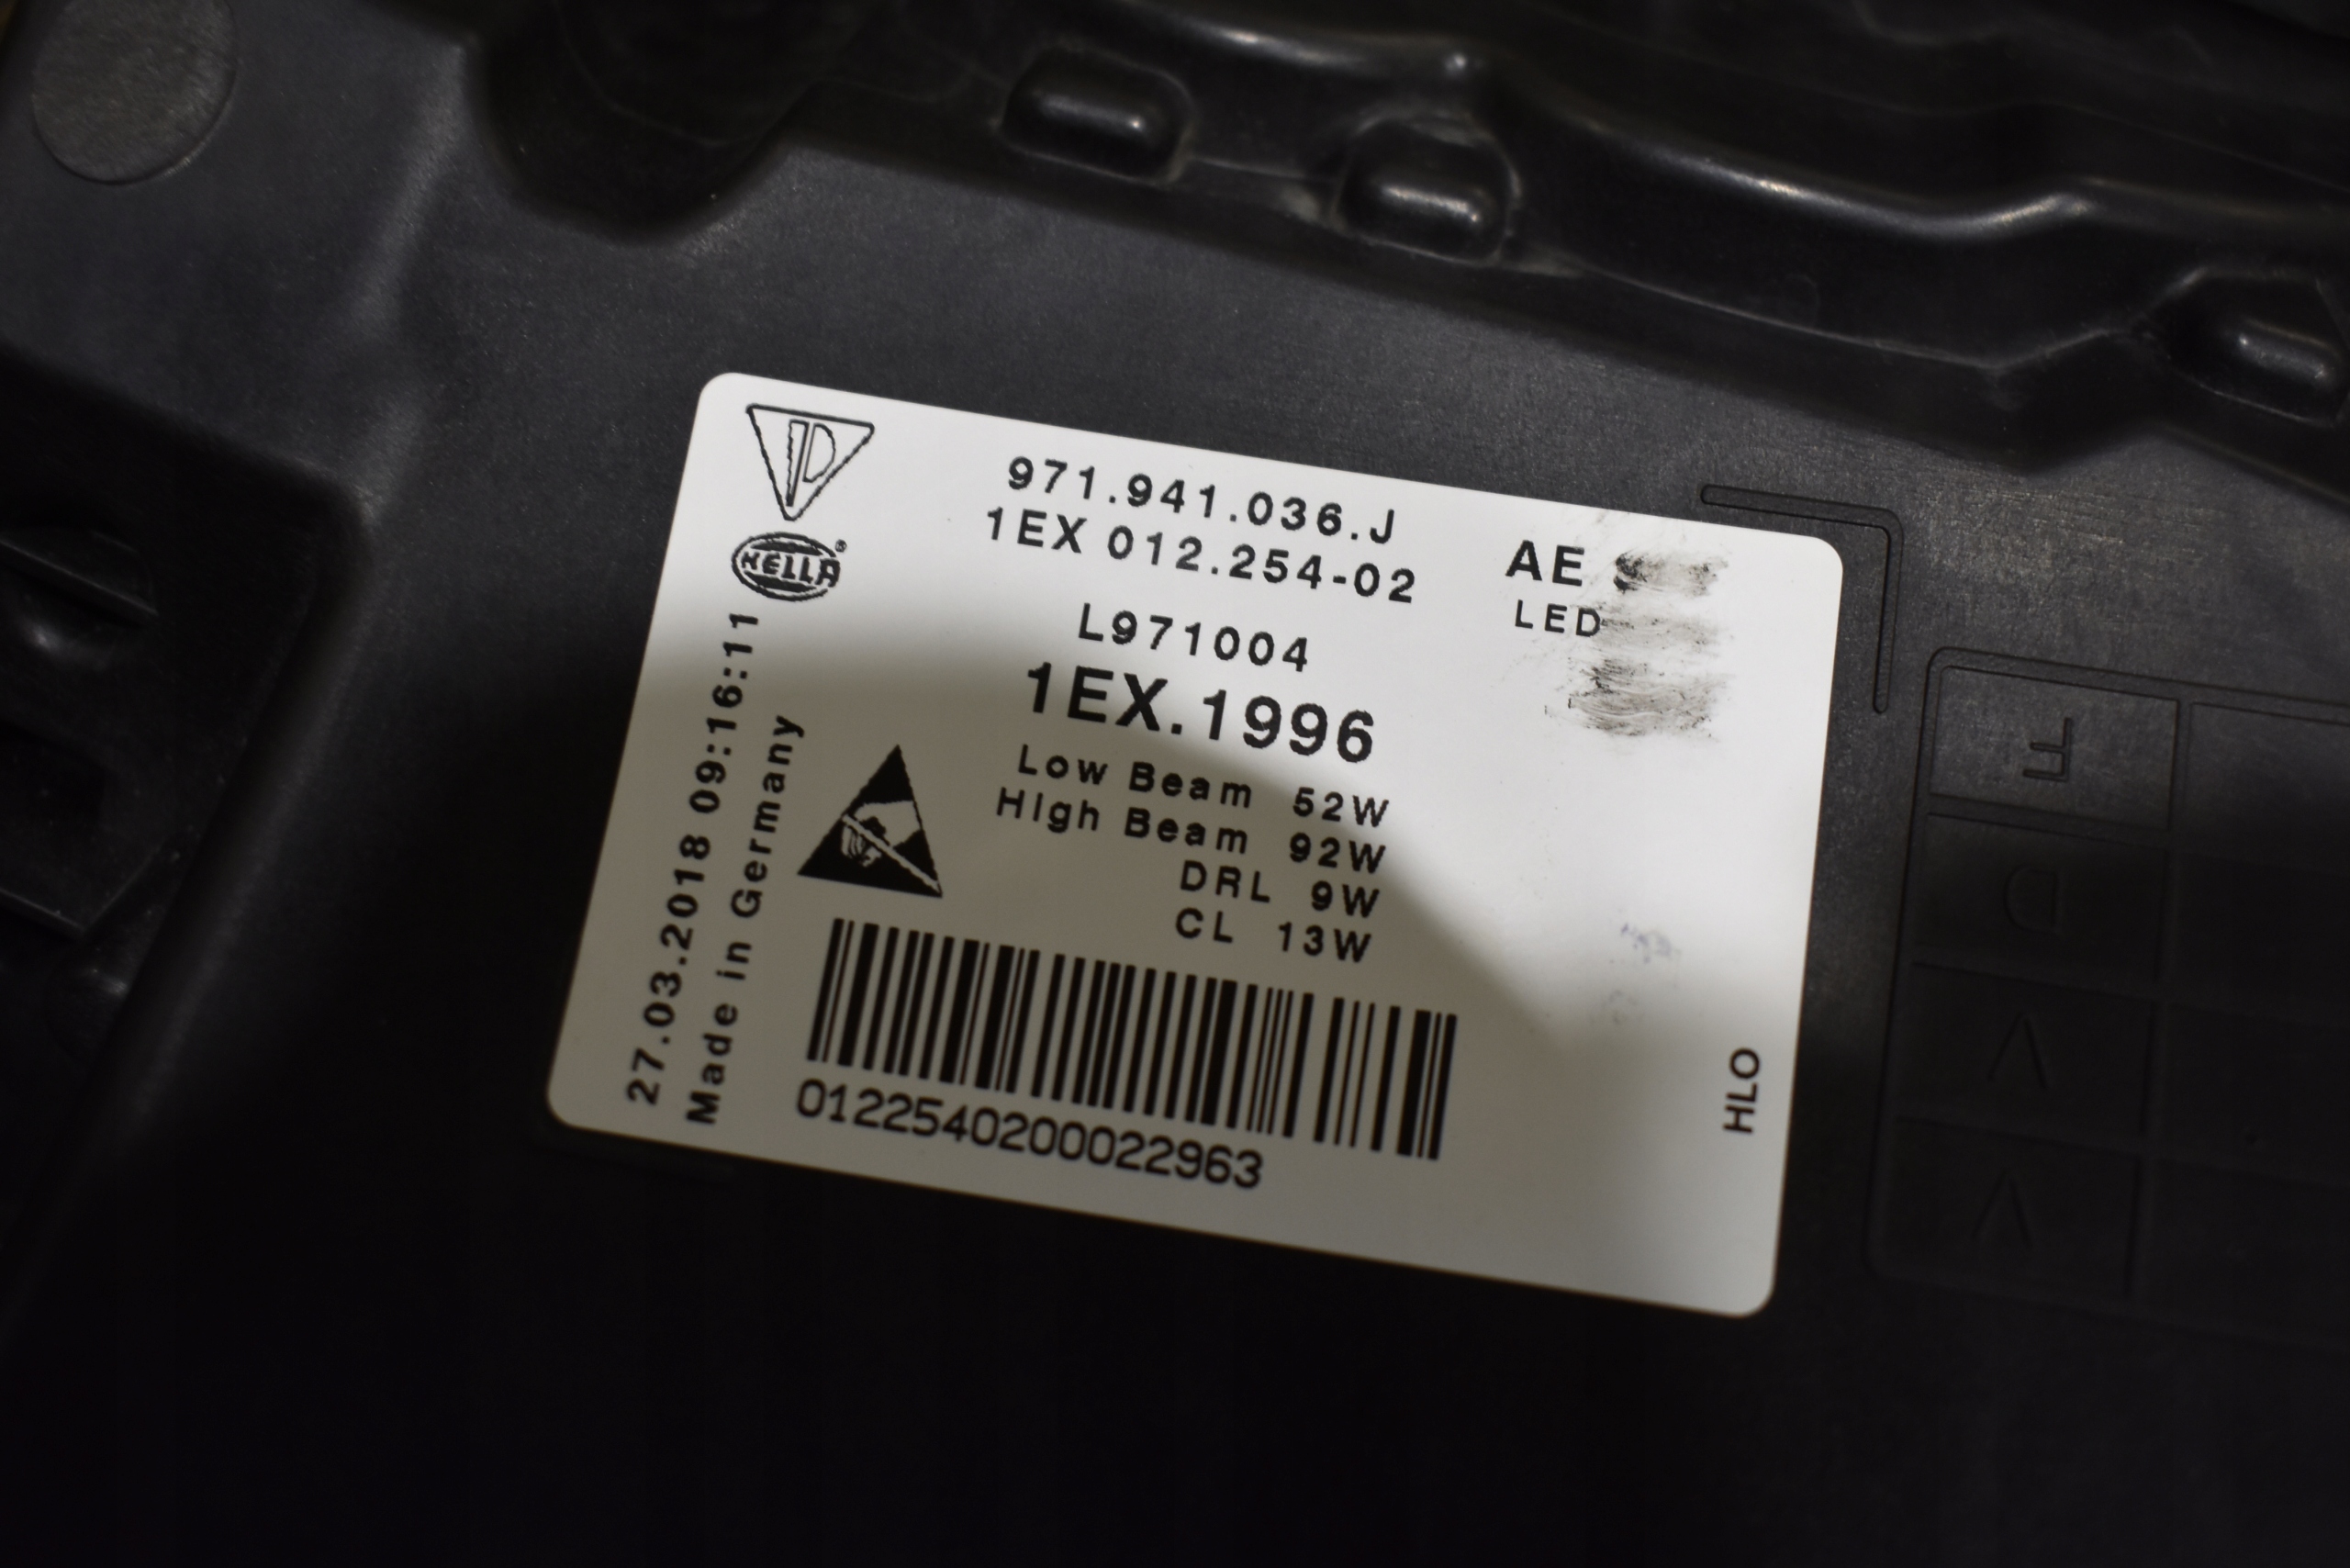 971.941.036.J
1EX 012.254-02
AE
LED
HELLA®
L971004
1EX.1996
Low Beam 52W
HIgh Beam 92W
DRL 9W
CL 13W
27.03.2018 09:16:11
Made in Germany
012254020022963
HLO
F
D
V
V